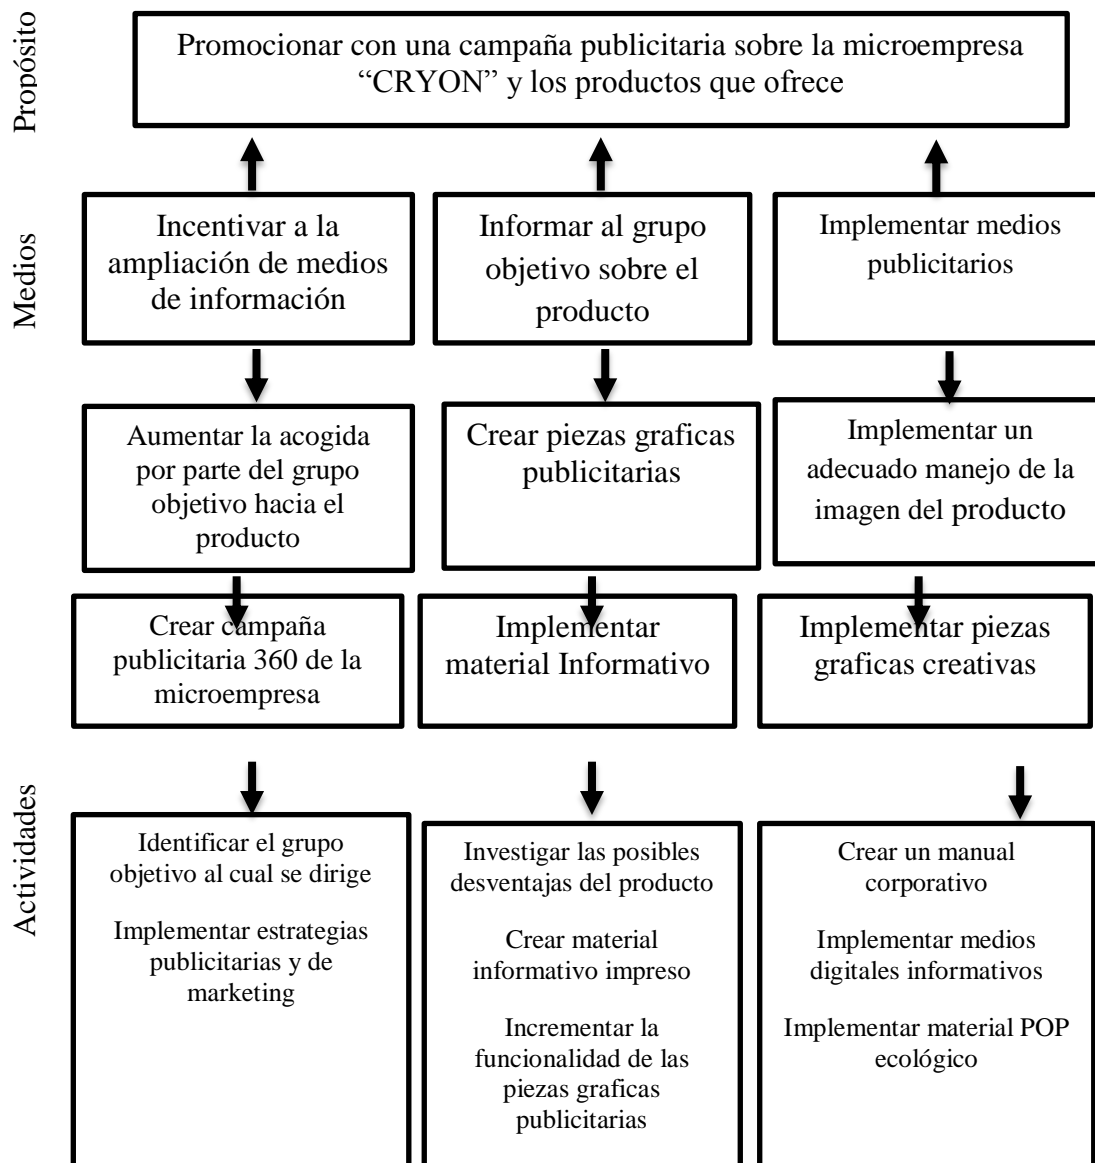 Propósito
Promocionar con una campaña publicitaria sobre la microempresa
“CRYON” y los productos que ofrece
Medios
Incentivar a la
ampliación de medios
de información
Informar al grupo
objetivo sobre el
producto
Implementar medios
publicitarios
Aumentar la acogida
por parte del grupo
objetivo hacia el
producto
Crear piezas graficas
publicitarias
Implementar un
adecuado manejo de la
imagen del producto
Crear campaña
publicitaria 360 de la
microempresa
Implementar
material Informativo
Implementar piezas
graficas creativas
Actividades
Identificar el grupo
objetivo al cual se dirige
Implementar estrategias
publicitarias y de
marketing
Investigar las posibles
desventajas del producto
Crear material
informativo impreso
Incrementar la
funcionalidad de las
piezas graficas
publicitarias
Crear un manual
corporativo
Implementar medios
digitales informativos
Implementar material POP
ecológico